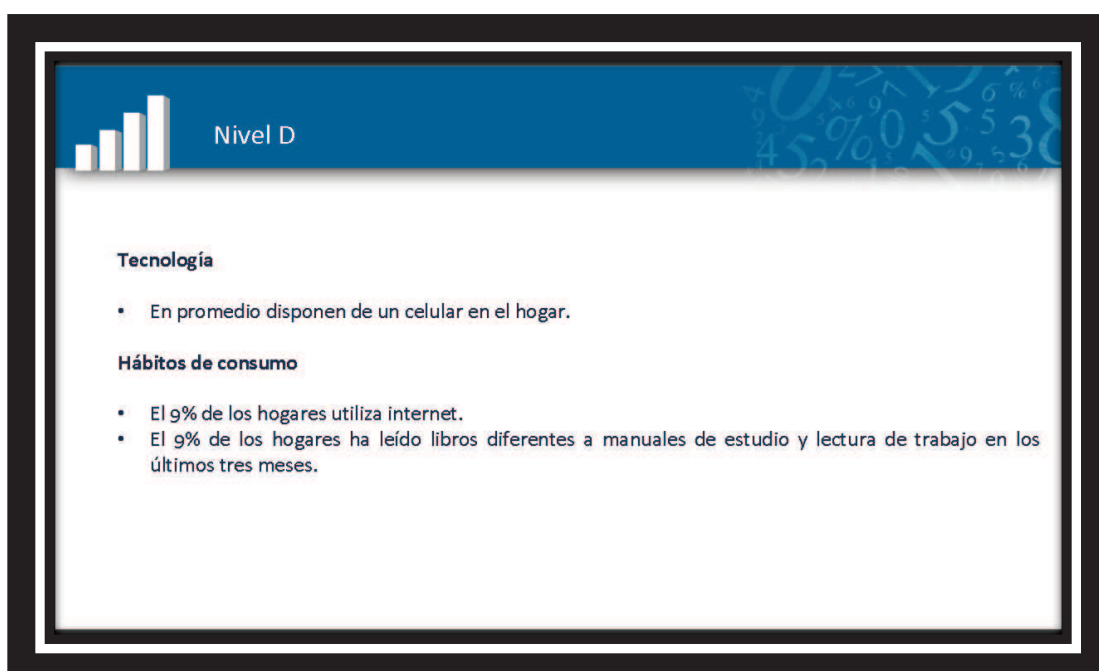 Nivel D
Tecnología
• En promedio disponen de un celular en el hogar.
Hábitos de consumo
• El 9% de los hogares utiliza internet.
• El 9% de los hogares ha leído libros diferentes a manuales de estudio y lectura de trabajo en los
últimos tres meses.